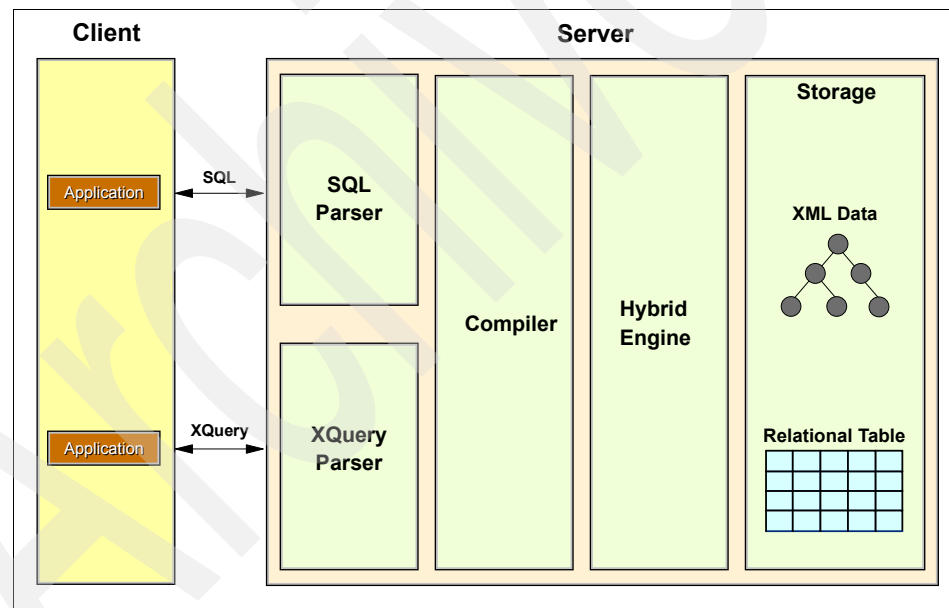 Client
Server
Application
SQL
SQL
Parser
Application
XQuery
XQuery
Parser
Compiler
Hybrid
Engine
Storage
XML Data
Relational Table